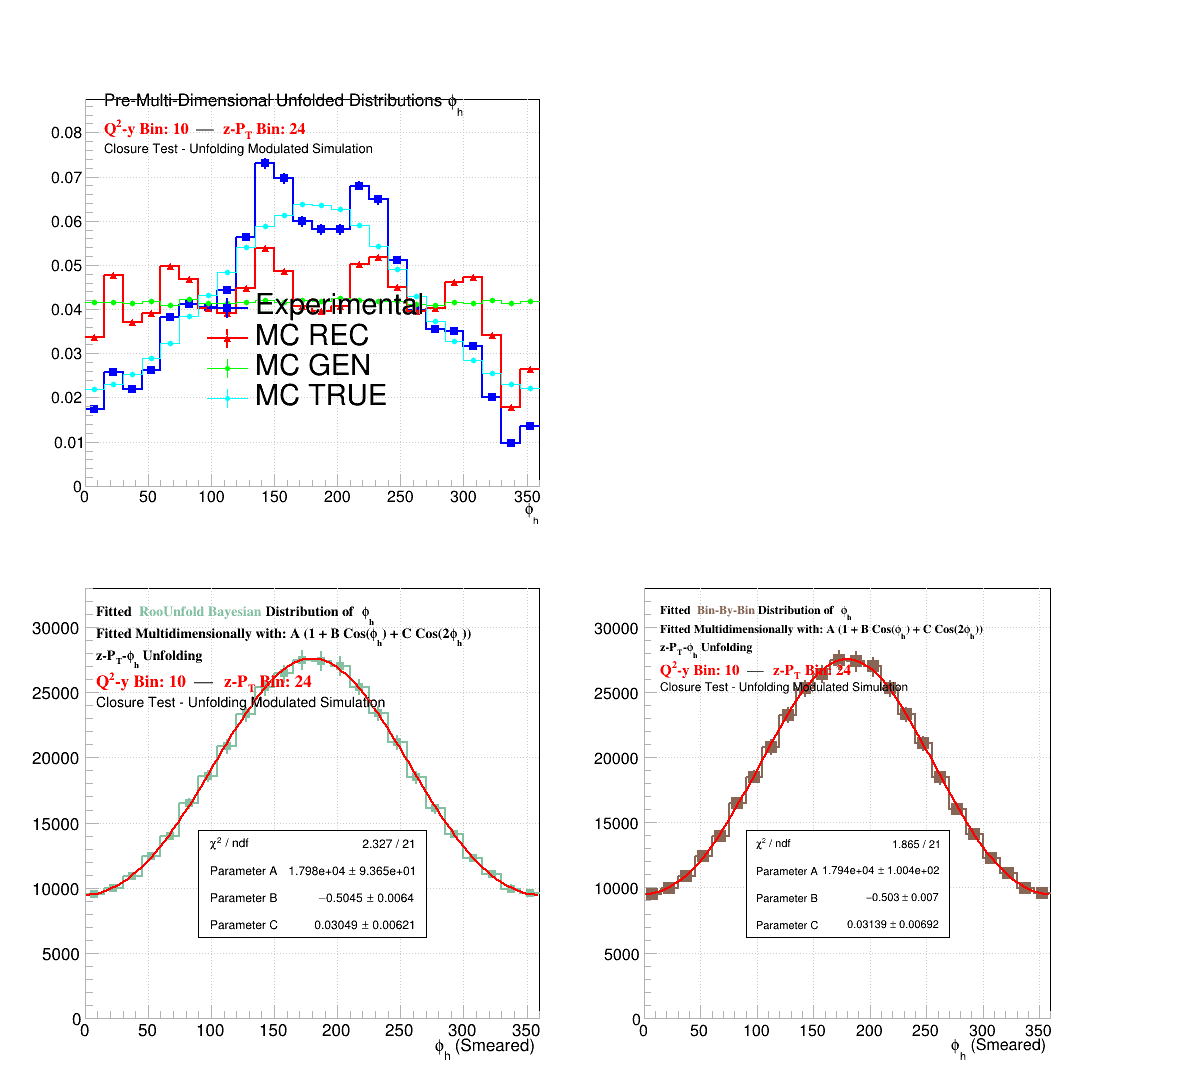 Pre-Multi-Dimensional Unfolded Distributions ϕh
Q²-y Bin: 10 — z-PT Bin: 24
Closure Test - Unfolding Modulated Simulation
0.08
0.07
0.06
0.05
0.04
0.03
0.02
0.01
0
Experimental
MC REC
MC GEN
MC TRUE
0 50 100 150 200 250 300 350
ϕh
Fitted RooUnfold Bayesian Distribution of ϕh
Fitted Multidimensionally with: A (1 + B Cos(ϕh) + C Cos(2ϕh))
z-PT-ϕh Unfolding
Q²-y Bin: 10 — z-PT Bin: 24
Closure Test - Unfolding Modulated Simulation
30000
25000
20000
15000
10000
5000
0
χ² / ndf 2.327 / 21
Parameter A 1.798e+04 ± 9.365e+01
Parameter B −0.5045 ± 0.0064
Parameter C 0.03049 ± 0.00621
0 50 100 150 200 250 300 350
ϕh (Smeared)
Fitted Bin-By-Bin Distribution of ϕh
Fitted Multidimensionally with: A (1 + B Cos(ϕh) + C Cos(2ϕh))
z-PT-ϕh Unfolding
Q²-y Bin: 10 — z-PT Bin: 24
Closure Test - Unfolding Modulated Simulation
30000
25000
20000
15000
10000
5000
0
χ² / ndf 1.865 / 21
Parameter A 1.794e+04 ± 1.004e+02
Parameter B −0.503 ± 0.007
Parameter C 0.03139 ± 0.00692
0 50 100 150 200 250 300 350
ϕh (Smeared)